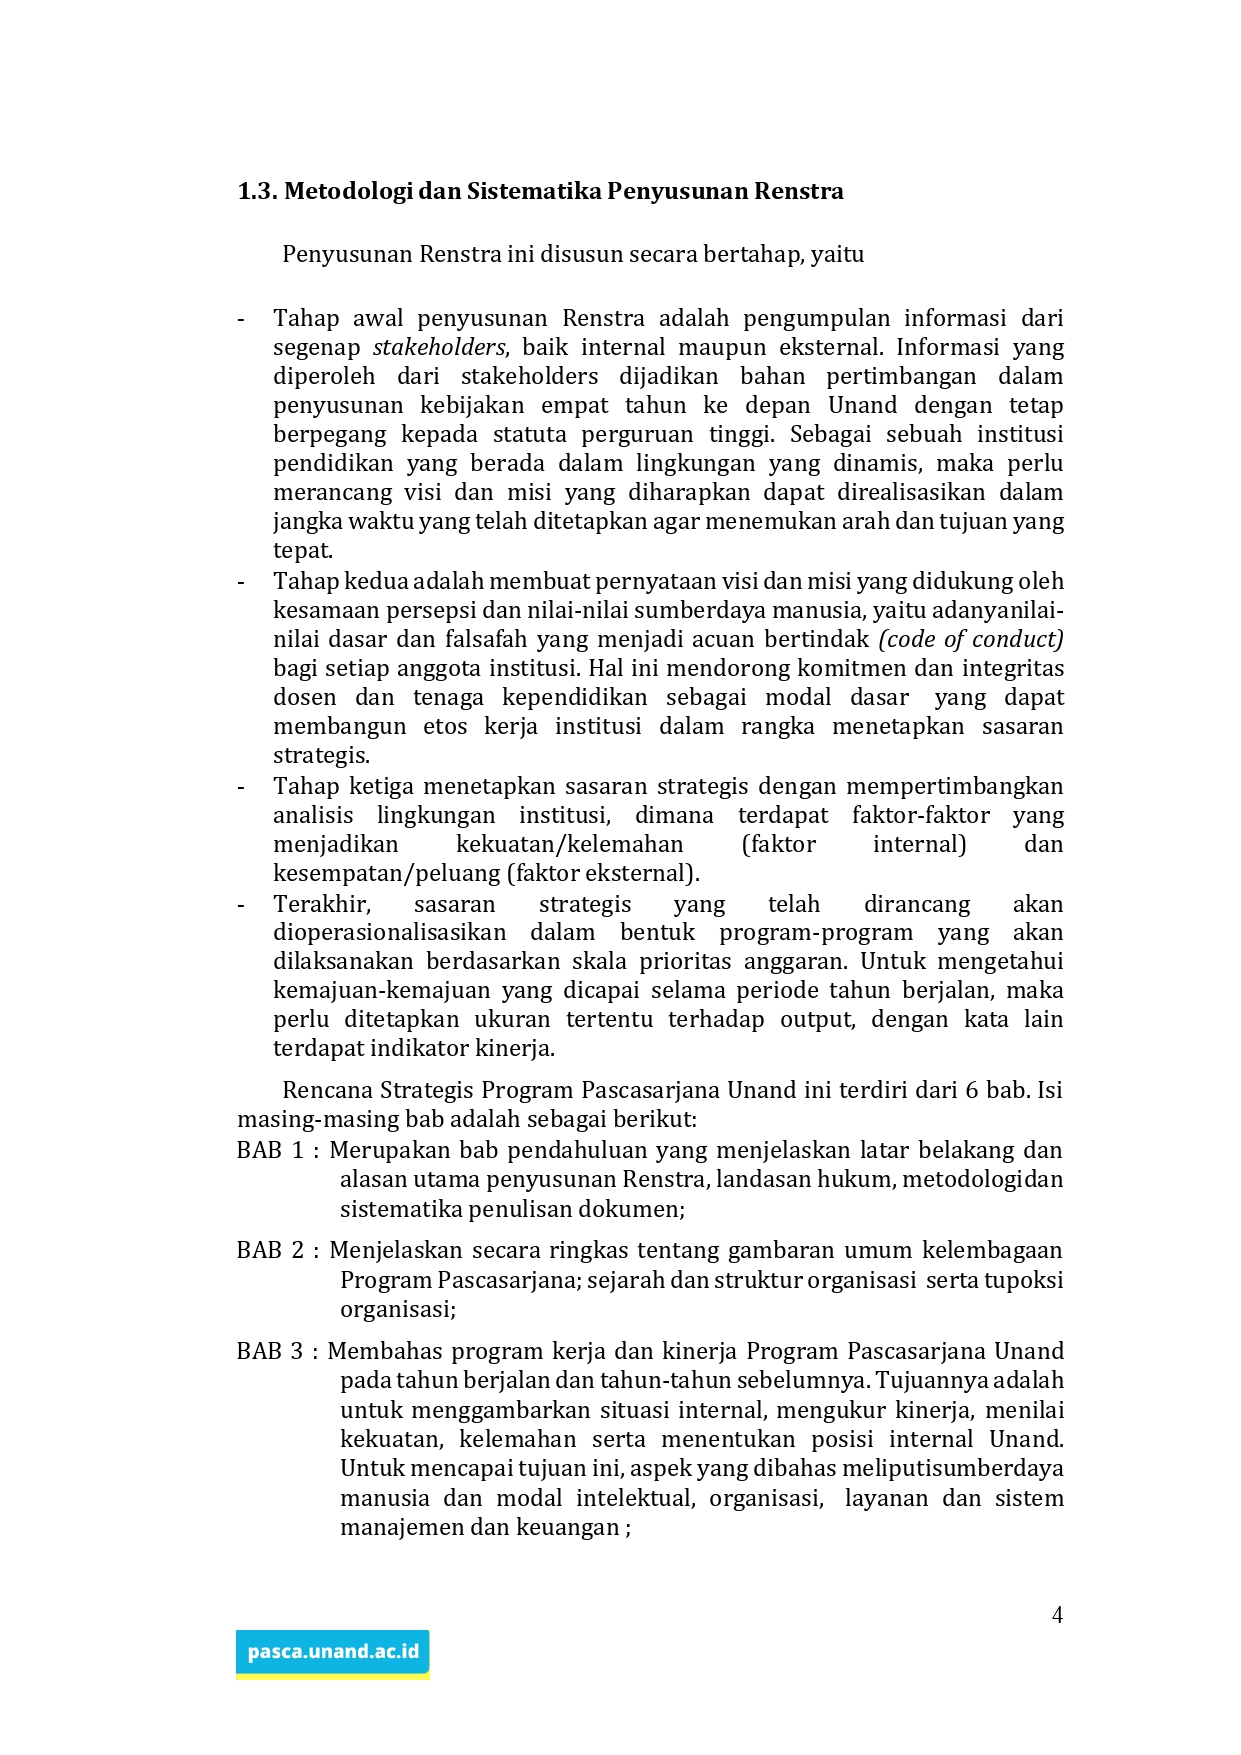 1.3. Metodologi dan Sistematika Penyusunan Renstra
Penyusunan Renstra ini disusun secara bertahap, yaitu
- Tahap awal penyusunan Renstra adalah pengumpulan informasi dari
segenap stakeholders, baik internal maupun eksternal. Informasi yang
diperoleh dari stakeholders dijadikan bahan pertimbangan dalam
penyusunan kebijakan empat tahun ke depan Unand dengan tetap
berpegang kepada statuta perguruan tinggi. Sebagai sebuah institusi
pendidikan yang berada dalam lingkungan yang dinamis, maka perlu
merancang visi dan misi yang diharapkan dapat direalisasikan dalam
jangka waktu yang telah ditetapkan agar menemukan arah dan tujuan yang
tepat.
- Tahap kedua adalah membuat pernyataan visi dan misi yang didukung oleh
kesamaan persepsi dan nilai-nilai sumberdaya manusia, yaitu adanyanilai-
nilai dasar dan falsafah yang menjadi acuan bertindak (code of conduct)
bagi setiap anggota institusi. Hal ini mendorong komitmen dan integritas
dosen dan tenaga kependidikan sebagai modal dasar yang dapat
membangun etos kerja institusi dalam rangka menetapkan sasaran
strategis.
- Tahap ketiga menetapkan sasaran strategis dengan mempertimbangkan
analisis lingkungan institusi, dimana terdapat faktor-faktor yang
menjadikan kekuatan/kelemahan (faktor internal) dan
kesempatan/peluang (faktor eksternal).
- Terakhir, sasaran strategis yang telah dirancang akan
dioperasionalisasikan dalam bentuk program-program yang akan
dilaksanakan berdasarkan skala prioritas anggaran. Untuk mengetahui
kemajuan-kemajuan yang dicapai selama periode tahun berjalan, maka
perlu ditetapkan ukuran tertentu terhadap output, dengan kata lain
terdapat indikator kinerja.
Rencana Strategis Program Pascasarjana Unand ini terdiri dari 6 bab. Isi
masing-masing bab adalah sebagai berikut:
BAB 1 : Merupakan bab pendahuluan yang menjelaskan latar belakang dan
alasan utama penyusunan Renstra, landasan hukum, metodologidan
sistematika penulisan dokumen;
BAB 2 : Menjelaskan secara ringkas tentang gambaran umum kelembagaan
Program Pascasarjana; sejarah dan struktur organisasi serta tupoksi
organisasi;
BAB 3 : Membahas program kerja dan kinerja Program Pascasarjana Unand
pada tahun berjalan dan tahun-tahun sebelumnya. Tujuannya adalah
untuk menggambarkan situasi internal, mengukur kinerja, menilai
kekuatan, kelemahan serta menentukan posisi internal Unand.
Untuk mencapai tujuan ini, aspek yang dibahas meliputisumberdaya
manusia dan modal intelektual, organisasi, layanan dan sistem
manajemen dan keuangan ;
4
pasca.unand.ac.id